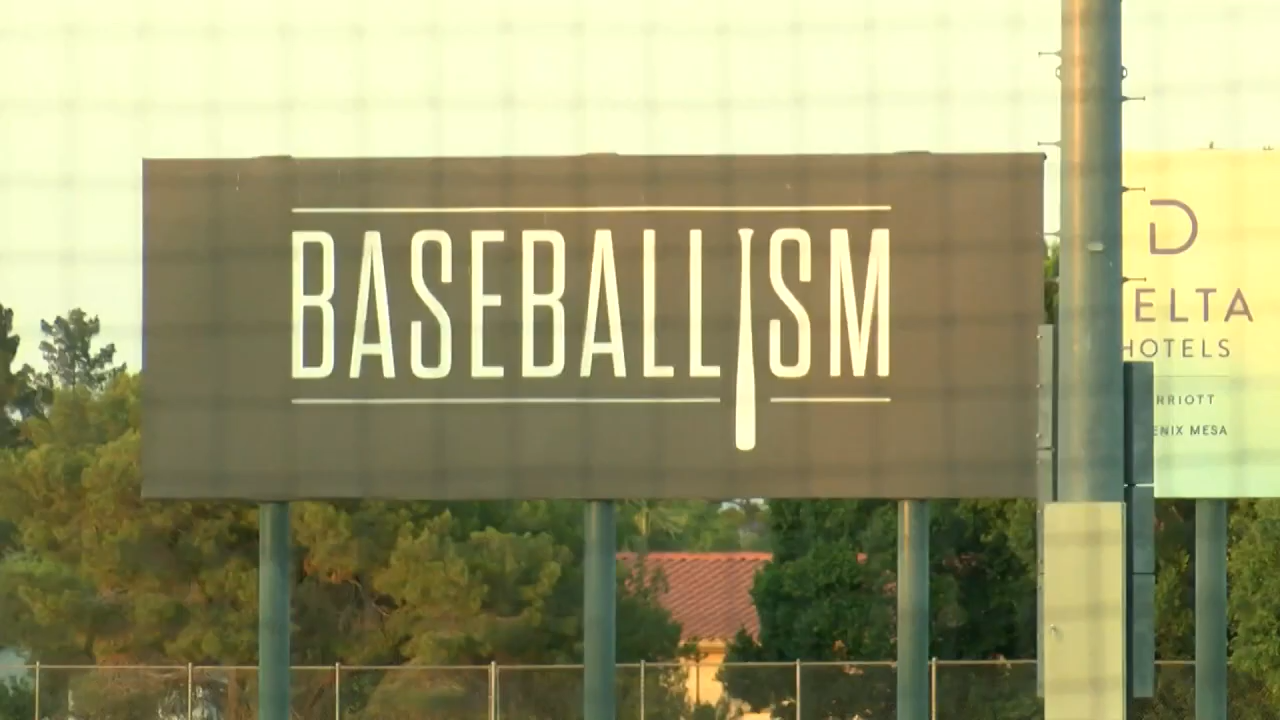 BASEBALLISM
D
ELTA
HOTELS
RRIOTT
ENIX MESA